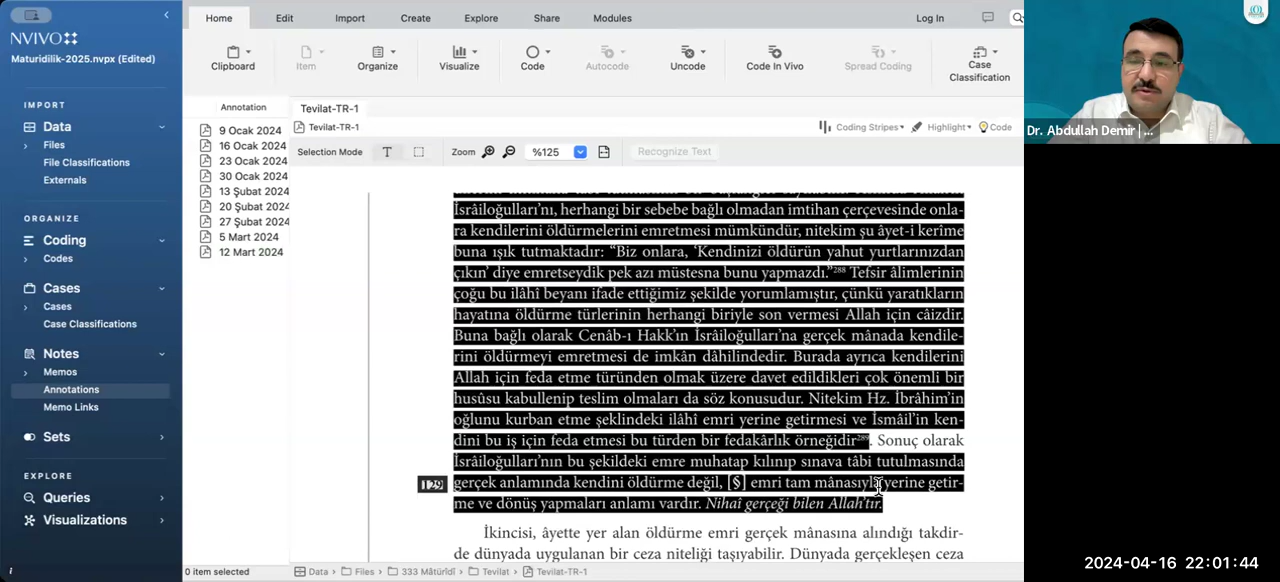 NVIVO
Maturidilik-2025.nvpx (Edited)
IMPORT
Data
Files
File Classifications
Externals
ORGANIZE
Coding
Codes
Cases
Cases
Case Classifications
Notes
Memos
Annotations
Memo Links
Sets
EXPLORE
Queries
Visualizations
Home Edit Import Create Explore Share Modules Log In
Clipboard Item Organize Visualize Code Autocode Uncode Code In Vivo Spread Coding Case Classification
Annotation
9 Ocak 2024
16 Ocak 2024
23 Ocak 2024
30 Ocak 2024
13 Şubat 2024
20 Şubat 2024
27 Şubat 2024
5 Mart 2024
12 Mart 2024
0 item selected
Tevilat-TR-1
Tevilat-TR-1 Coding Stripes Highlight Code
Selection Mode T Zoom %125 Recognize Text
İsrâiloğulları'nı, herhangi bir sebebe bağlı olmadan imtihan çerçevesinde onla-
ra kendilerini öldürmelerini emretmesi mümkündür, nitekim şu âyet-i kerîme
buna ışık tutmaktadır: “Biz onlara, ‘Kendinizi öldürün yahut yurtlarınızdan
çıkın’ diye emretseydik pek azı müstesna bunu yapmazdı.”288 Tefsir âlimlerinin
çoğu bu ilâhî beyanı ifade ettiğimiz şekilde yorumlamıştır, çünkü yaratıkların
hayatına öldürme türlerinin herhangi biriyle son vermesi Allah için câizdir.
Buna bağlı olarak Cenâb-ı Hakk'ın İsrâiloğulları'na gerçek mânada kendile-
rini öldürmeyi emretmesi de imkân dâhilindedir. Burada ayrıca kendilerini
Allah için feda etme türünden olmak üzere davet edildikleri çok önemli bir
husûsu kabullenip teslim olmaları da söz konusudur. Nitekim Hz. İbrâhim'in
oğlunu kurban etme şeklindeki ilâhî emri yerine getirmesi ve İsmâil'in ken-
dini bu iş için feda etmesi bu türden bir fedakârlık örneğidir289. Sonuç olarak
İsrâiloğulları'nın bu şekildeki emre muhatap kılınıp sınava tâbi tutulmasında
[129] gerçek anlamında kendini öldürme değil, [§] emri tam mânasıyla yerine getir-
me ve dönüş yapmaları anlamı vardır. Nihaî gerçeği bilen Allah'tır.
İkincisi, âyette yer alan öldürme emri gerçek mânasına alındığı takdir-
de dünyada uygulanan bir ceza niteliği taşıyabilir. Dünyada gerçekleşen ceza
Data Files 333 Mâtürîdî Tevilat Tevilat-TR-1
Dr. Abdullah Demir | ...
2024-04-16 22:01:44